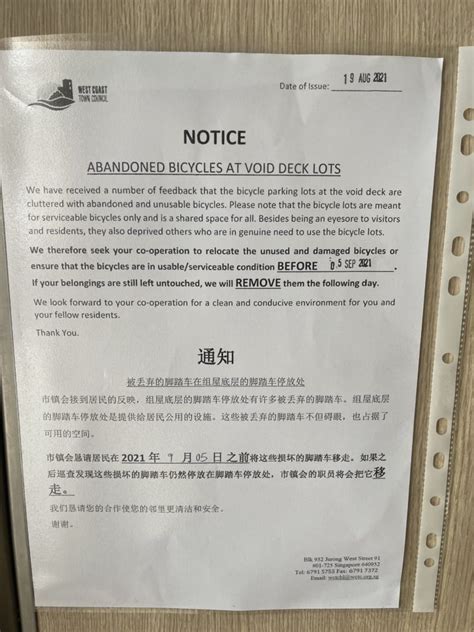 WEST COAST
TOWN COUNCIL
Date of Issue: 19 AUG 2021
NOTICE
ABANDONED BICYCLES AT VOID DECK LOTS
We have received a number of feedback that the bicycle parking lots at the void deck are
cluttered with abandoned and unusable bicycles. Please note that the bicycle lots are meant
for serviceable bicycles only and is a shared space for all. Besides being an eyesore to visitors
and residents, they also deprived others who are in genuine need to use the bicycle lots.
We therefore seek your co-operation to relocate the unused and damaged bicycles or
ensure that the bicycles are in usable/serviceable condition BEFORE 0.5 SEP 2021.
If your belongings are still left untouched, we will REMOVE them the following day.
We look forward to your co-operation for a clean and conducive environment for you and
your fellow residents.
Thank You.
通知
被丢弃的脚踏车在组屋底层的脚踏车停放处
市镇会接到居民的反映，组屋底层的脚踏车停放处有许多被丢弃的脚踏车。组屋底层
的脚踏车停放处是提供给居民公用的设施。这些被丢弃的脚踏车不但碍眼，也占据了
可用的空间。
市镇会恳请居民在 2021 年 9 月 05 日之前将这些损坏的脚踏车移走。如果之
后巡查发现这些损坏的脚踏车仍然停放在脚踏车停放处，市镇会的职员将会把它移
走。
我们恳请您的合作使您的邻里更清洁和安全。
谢谢。
Blk 952 Jurong West Street 91
#01-725 Singapore 640952
Tel: 6791 5755 Fax: 6791 7372
Email: